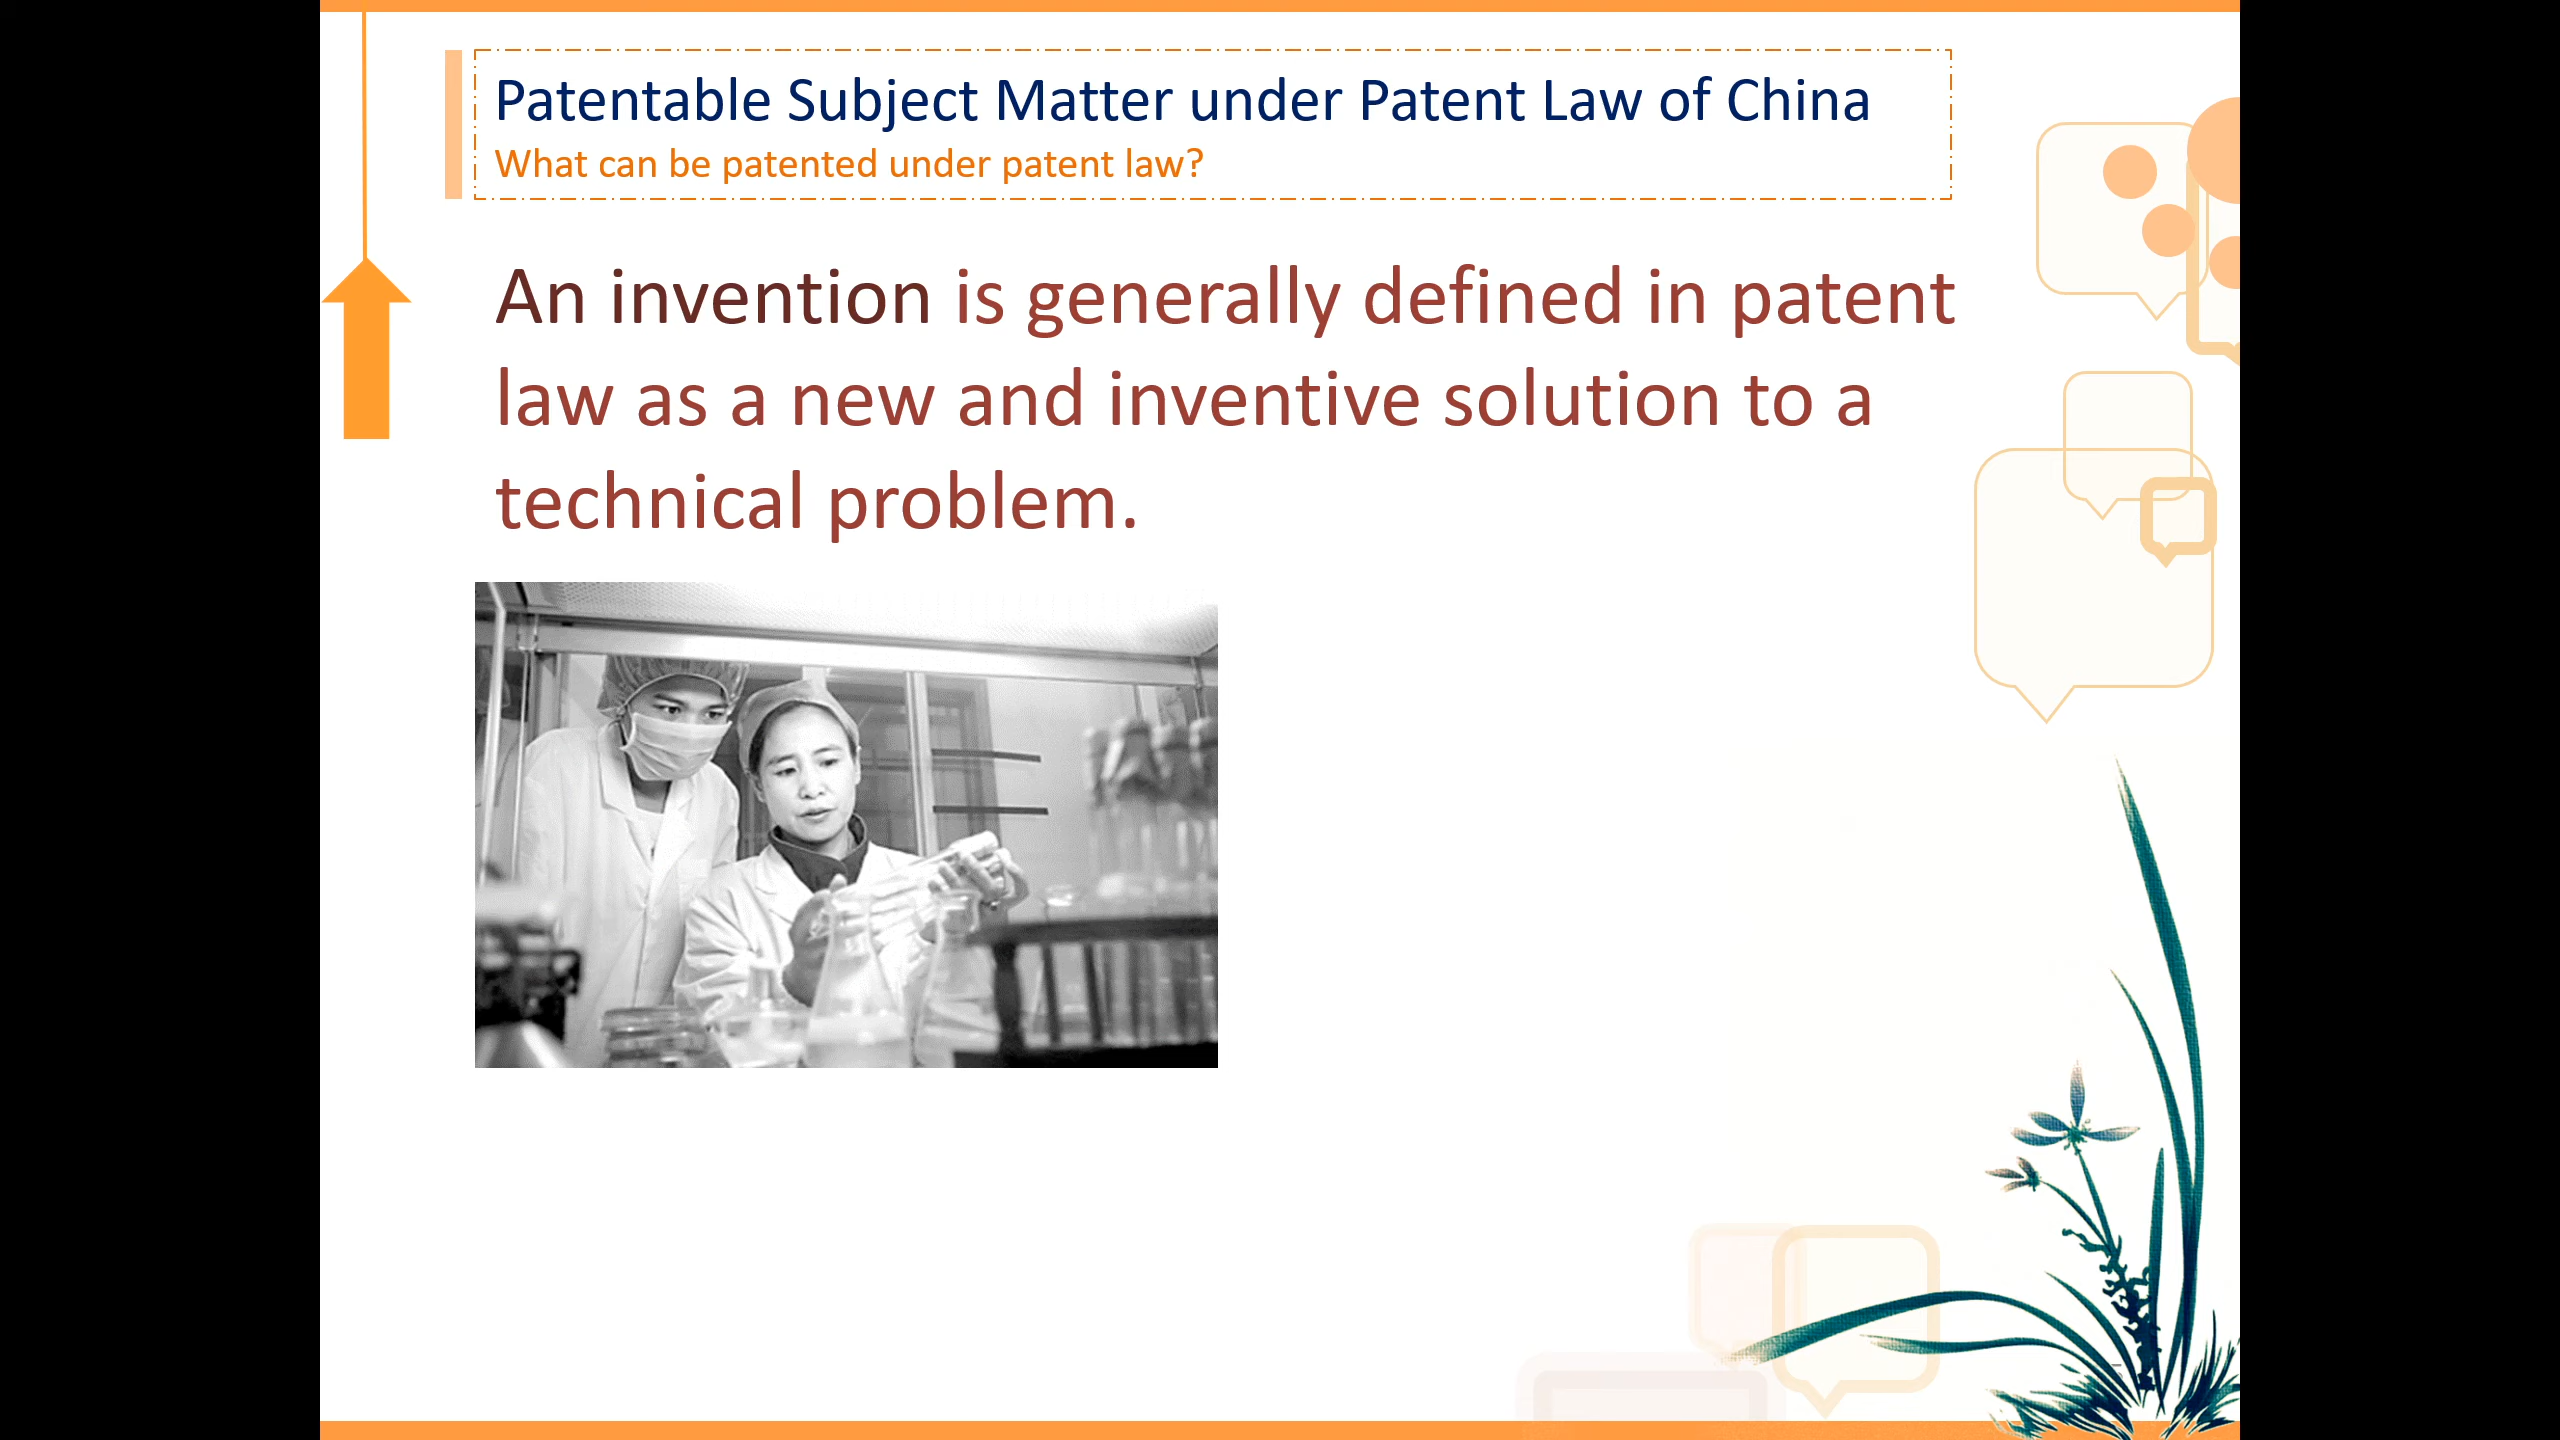 Patentable Subject Matter under Patent Law of China
What can be patented under patent law?
An invention is generally defined in patent
law as a new and inventive solution to a
technical problem.